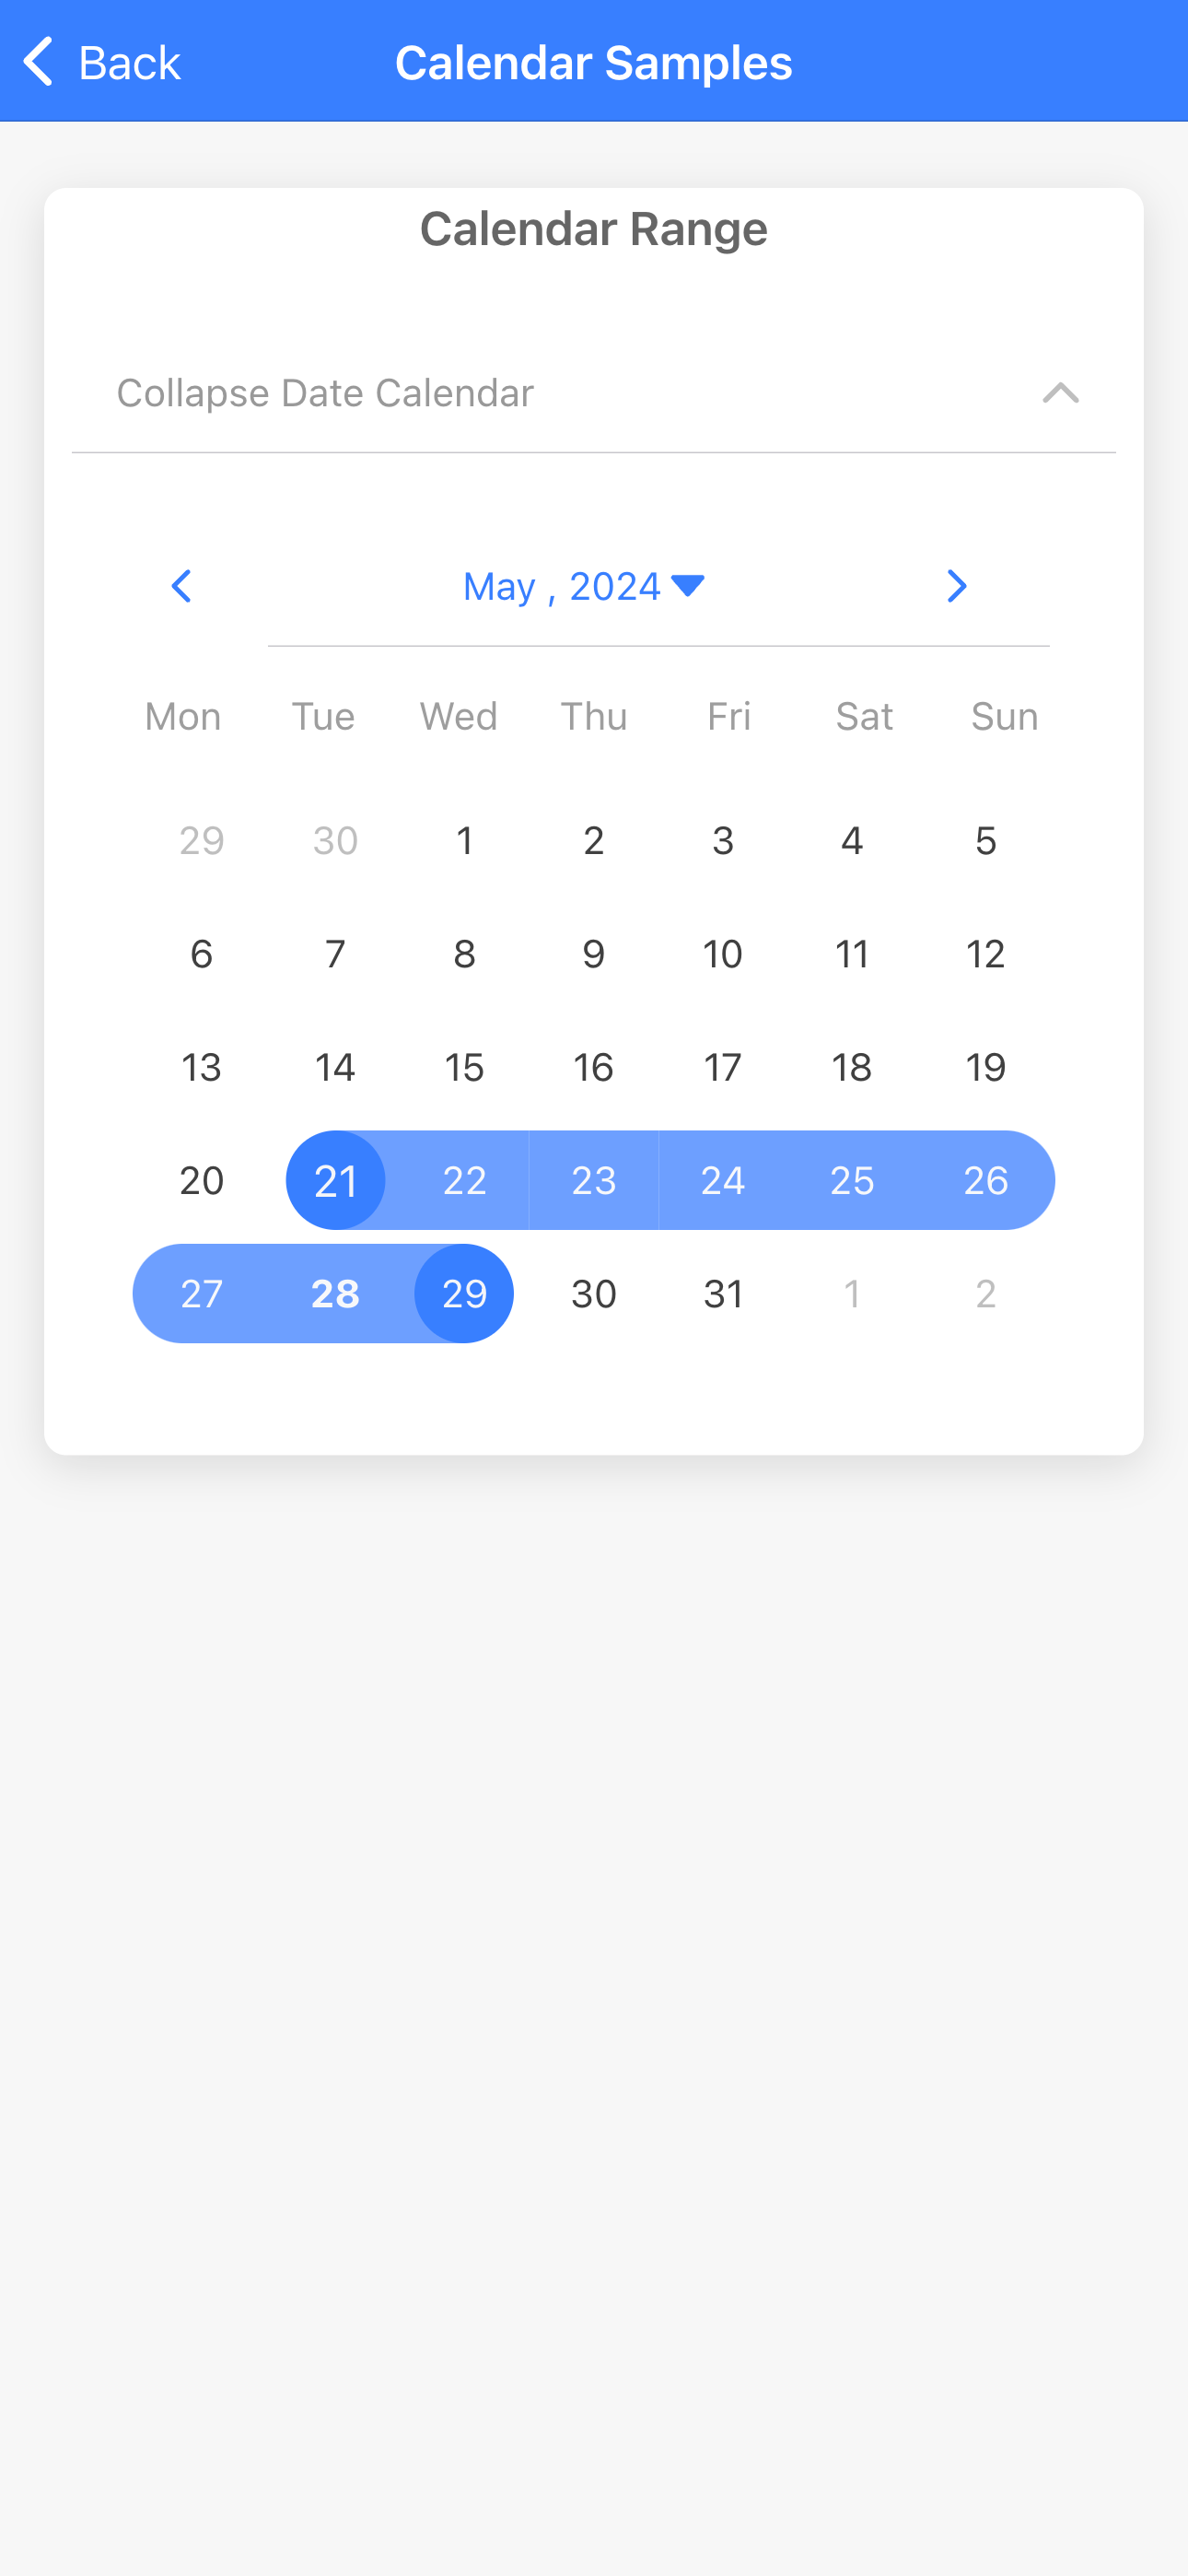 Back Calendar Samples
Calendar Range
Collapse Date Calendar
May , 2024
Mon Tue Wed Thu Fri Sat Sun
29 30 1 2 3 4 5
6 7 8 9 10 11 12
13 14 15 16 17 18 19
20 21 22 23 24 25 26
27 28 29 30 31 1 2